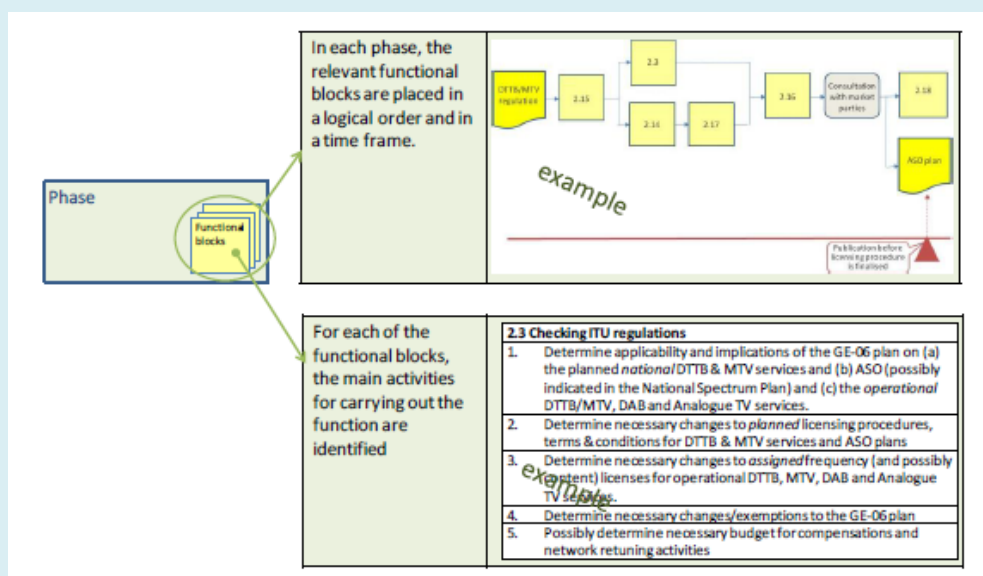 In each phase, the
relevant functional
blocks are placed in
a logical order and in
a time frame.
DTTB/MTV
regulation
2.15
2.3
2.14
2.17
2.16
Consultation
with market
parties
2.18
ASO plan
example
Publication before
licensing procedure
is finalised
Phase
Functional
blocks
For each of the
functional blocks,
the main activities
for carrying out the
function are
identified
2.3 Checking ITU regulations
1. Determine applicability and implications of the GE-06 plan on (a)
the planned national DTTB & MTV services and (b) ASO (possibly
indicated in the National Spectrum Plan) and (c) the operational
DTTB/MTV, DAB and Analogue TV services.
2. Determine necessary changes to planned licensing procedures,
terms & conditions for DTTB & MTV services and ASO plans
3. Determine necessary changes to assigned frequency (and possibly
content) licenses for operational DTTB, MTV, DAB and Analogue
TV services.
example
4. Determine necessary changes/exemptions to the GE-06 plan
5. Possibly determine necessary budget for compensations and
network retuning activities